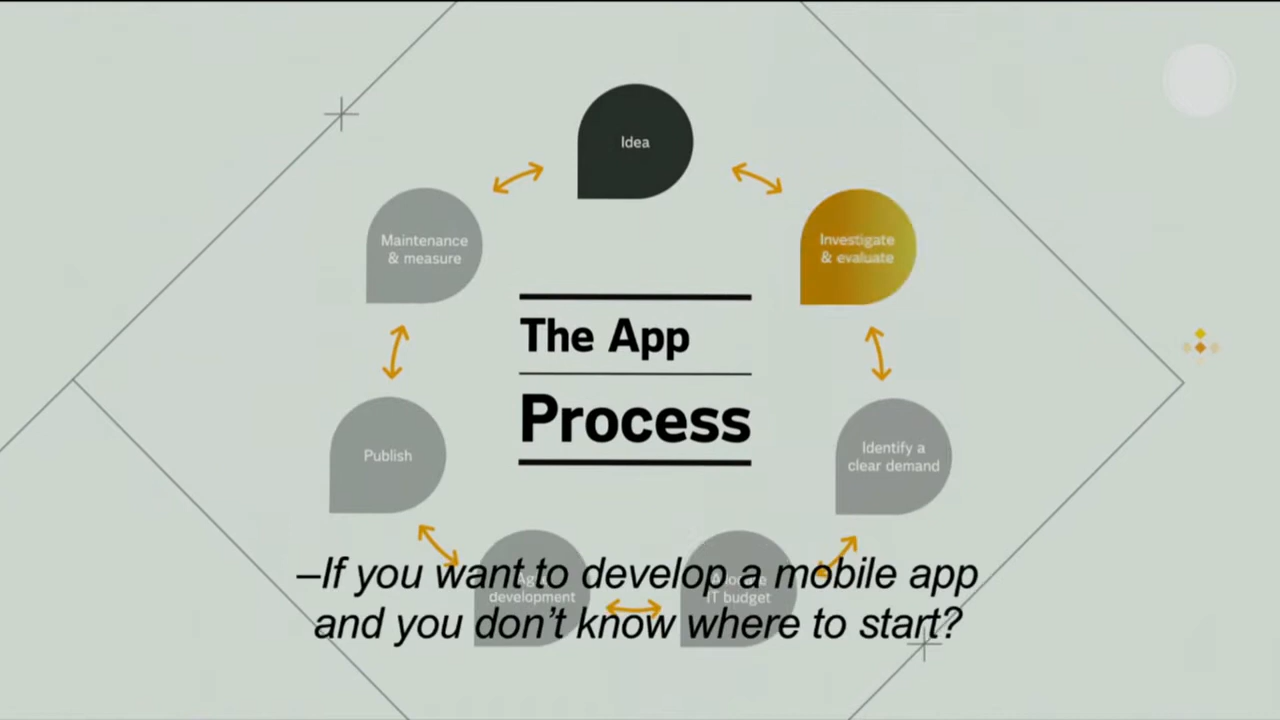 Idea
Maintenance
& measure
Investigate
& evaluate
The App
Process
Publish
Identify a
clear demand
development
IT budget
–If you want to develop a mobile app
and you don't know where to start?